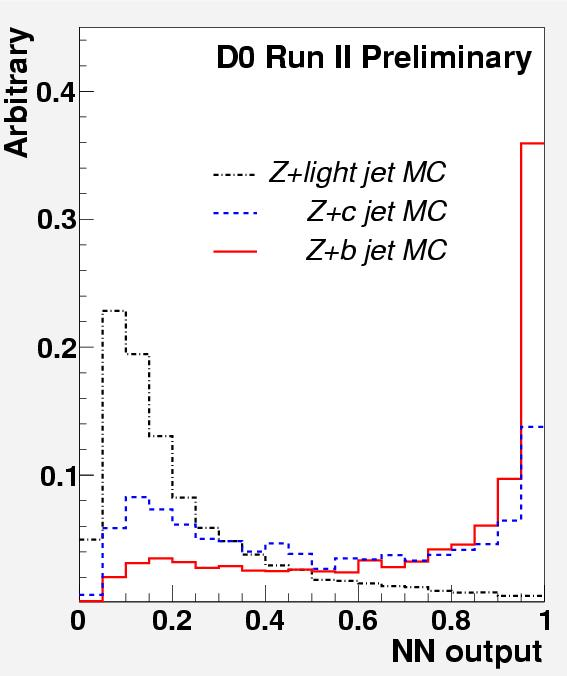 D0 Run II Preliminary
Arbitrary
0.4
0.3
0.2
0.1
Z+light jet MC
Z+c jet MC
Z+b jet MC
0 0.2 0.4 0.6 0.8 1
NN output